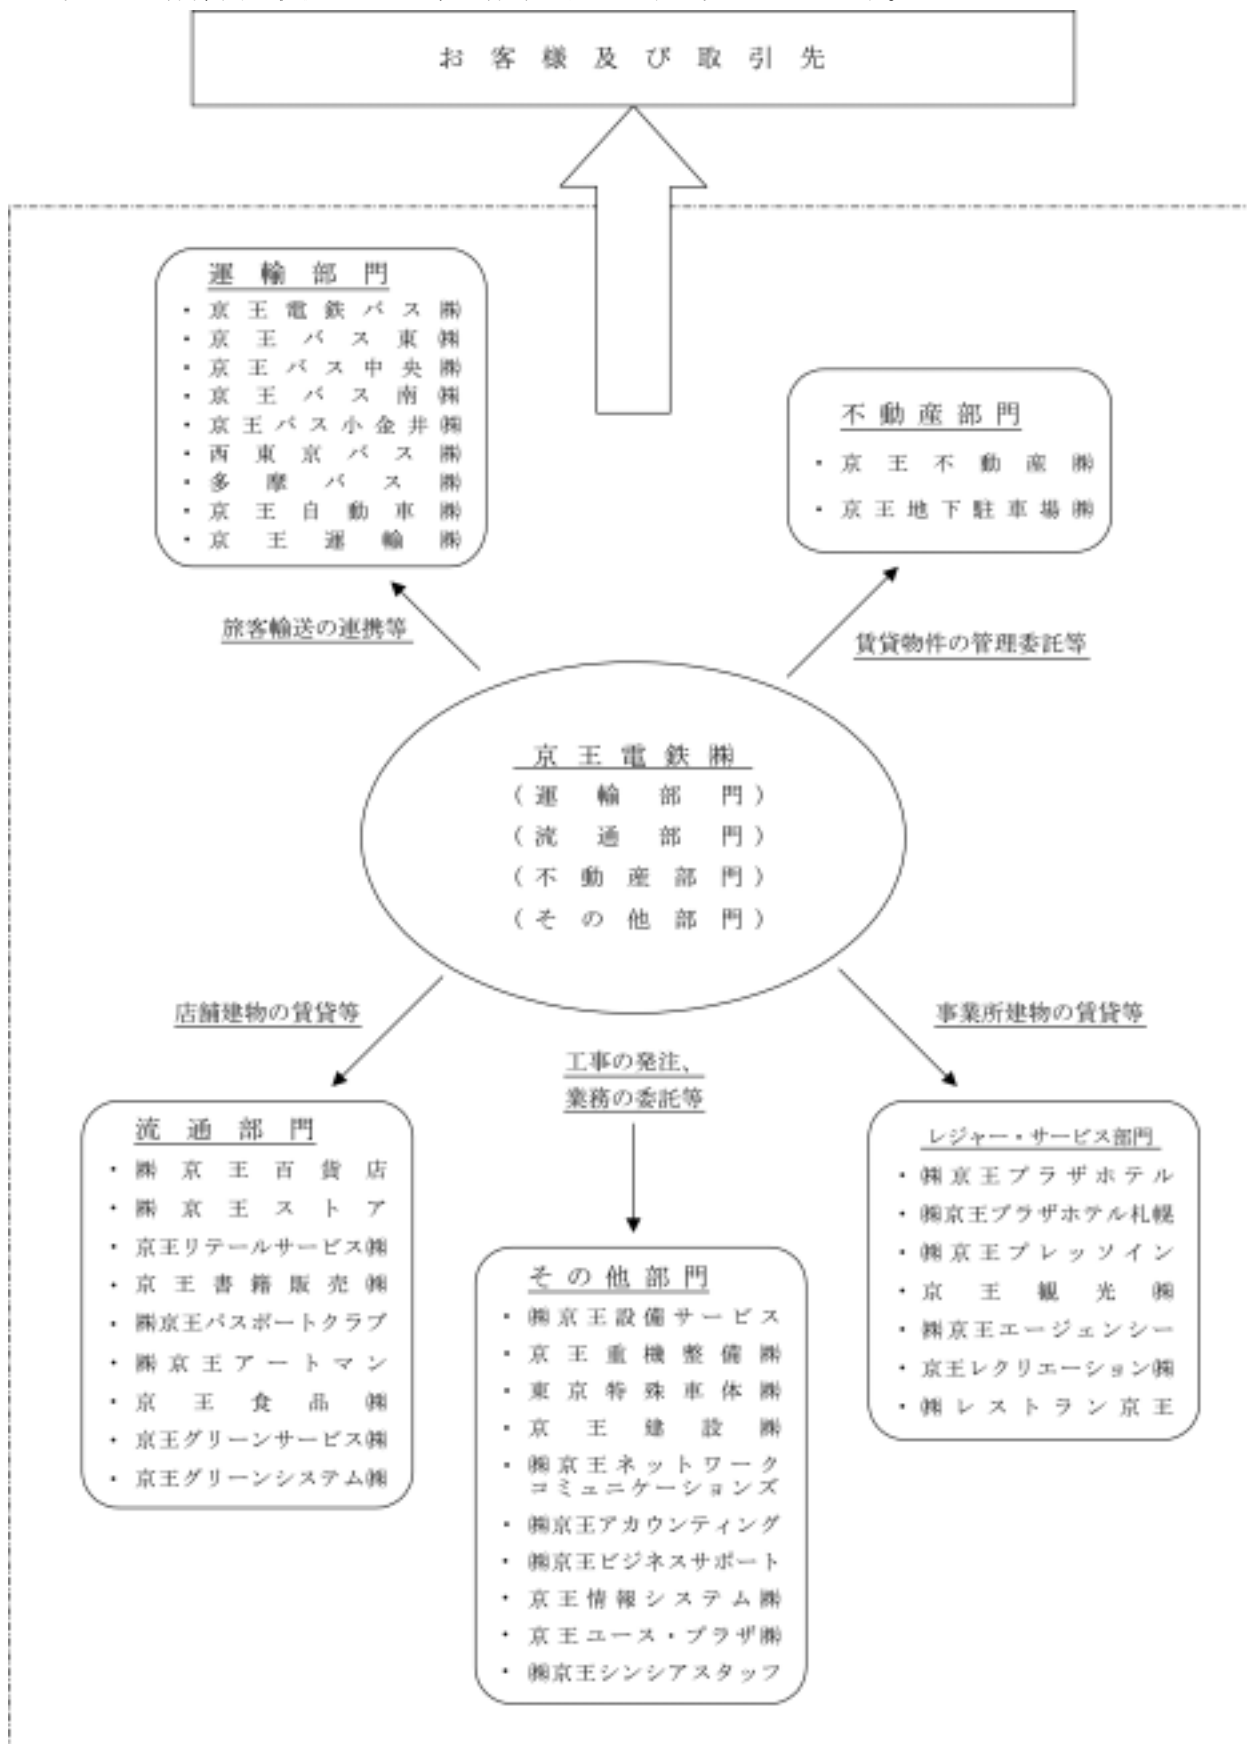 お客様及び取引先
運輸部門
・京王電鉄バス㈱
・京王バス東㈱
・京王バス中央㈱
・京王バス南㈱
・京王バス小金井㈱
・西東京バス㈱
・多摩バス㈱
・京王自動車㈱
・京王運輸㈱
不動産部門
・京王不動産㈱
・京王地下駐車場㈱
旅客輸送の連携等
賃貸物件の管理委託等
京王電鉄㈱
(運輸部門)
(流通部門)
(不動産部門)
(その他部門)
店舗建物の賃貸等
工事の発注、
業務の委託等
事業所建物の賃貸等
流通部門
・㈱京王百貨店
・㈱京王ストア
・京王リテールサービス㈱
・京王書籍販売㈱
・㈱京王パスポートクラブ
・㈱京王アートマン
・京王食品㈱
・京王グリーンサービス㈱
・京王グリーンシステム㈱
その他部門
・㈱京王設備サービス
・京王重機整備㈱
・東京特殊車体㈱
・京王建設㈱
・㈱京王ネットワーク
コミュニケーションズ
・㈱京王アカウンティング
・㈱京王ビジネスサポート
・京王情報システム㈱
・京王ユース・プラザ㈱
・㈱京王シンシアスタッフ
レジャー・サービス部門
・㈱京王プラザホテル
・㈱京王プラザホテル札幌
・㈱京王プレッソイン
・京王観光㈱
・㈱京王エージェンシー
・京王レクリエーション㈱
・㈱レストラン京王